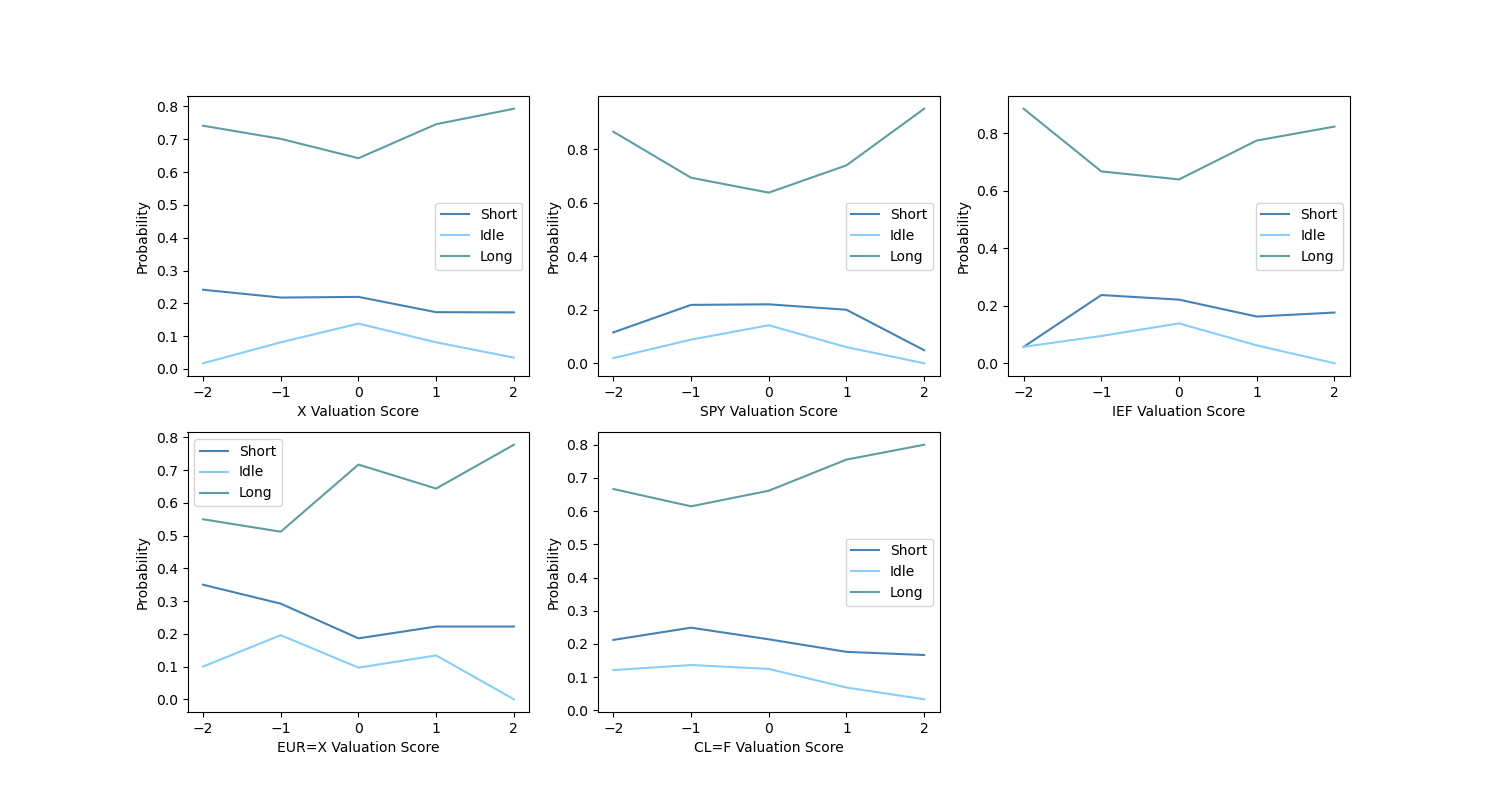 0.8
0.7
0.6
0.5
0.4
0.3
0.2
0.1
0.0
Probability
−2 −1 0 1 2
X Valuation Score
Short
Idle
Long
0.8
0.6
0.4
0.2
0.0
Probability
−2 −1 0 1 2
SPY Valuation Score
Short
Idle
Long
0.8
0.6
0.4
0.2
0.0
Probability
−2 −1 0 1 2
IEF Valuation Score
Short
Idle
Long
0.8
0.7
0.6
0.5
0.4
0.3
0.2
0.1
0.0
Probability
−2 −1 0 1 2
EUR=X Valuation Score
Short
Idle
Long
0.8
0.7
0.6
0.5
0.4
0.3
0.2
0.1
0.0
Probability
−2 −1 0 1 2
CL=F Valuation Score
Short
Idle
Long